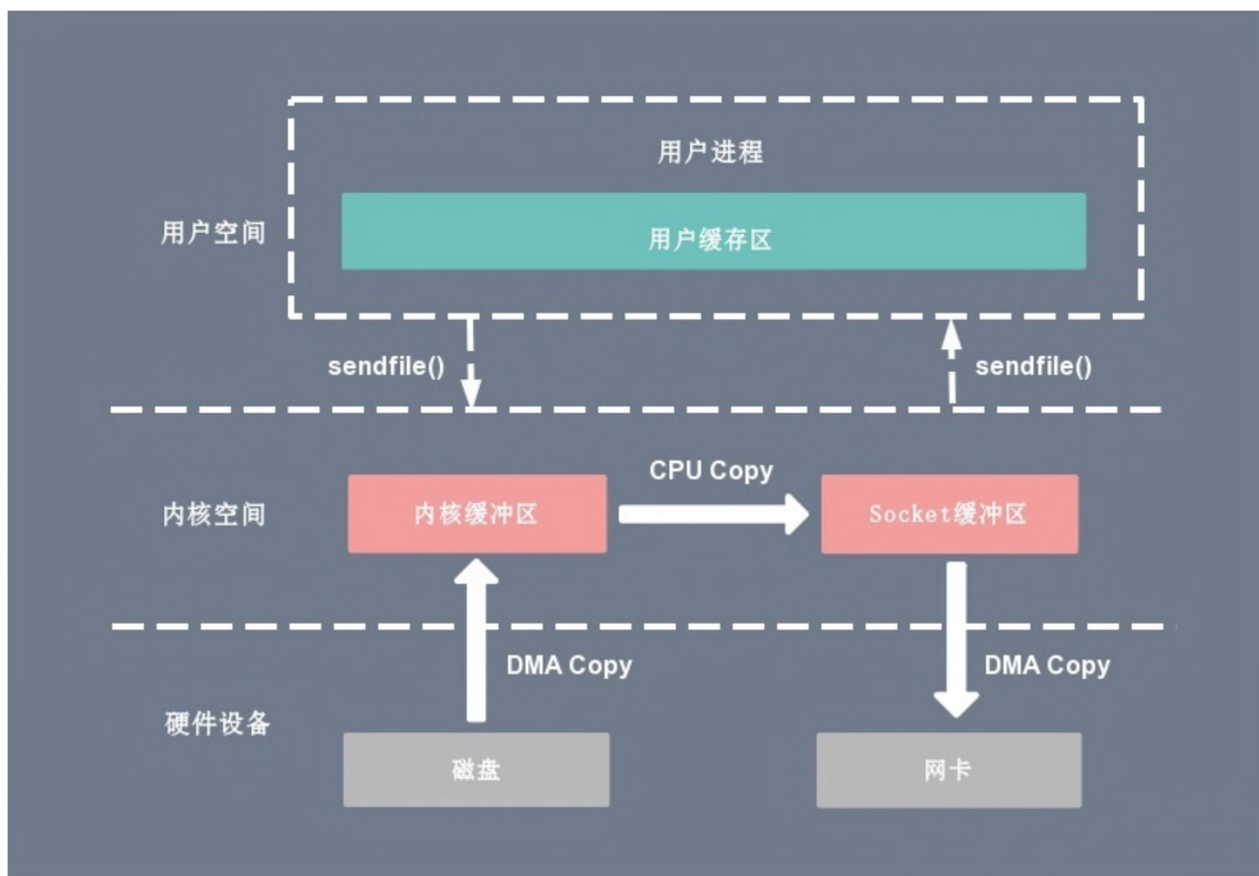 用户进程
用户空间
用户缓存区
sendfile()
sendfile()
CPU Copy
内核空间
内核缓冲区
Socket缓冲区
DMA Copy
DMA Copy
硬件设备
磁盘
网卡